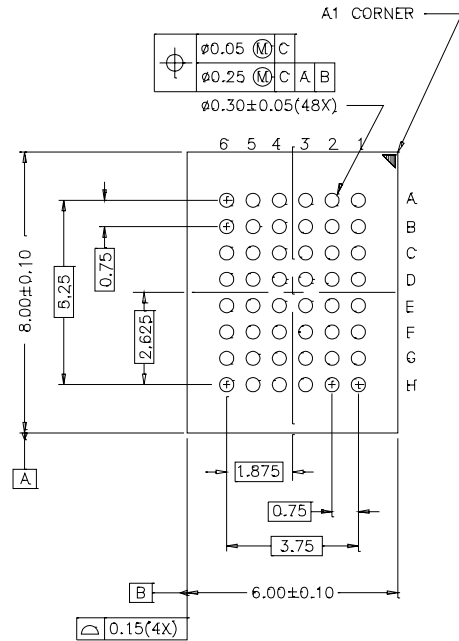 A1 CORNER
⌖ ø0.05 Ⓜ C
ø0.25 Ⓜ C A B
ø0.30±0.05(48X)
6 5 4 3 2 1
A
B
C
D
E
F
G
H
8.00±0.10
5.25
0.75
2.625
A
1.875
0.75
3.75
B
6.00±0.10
⌓ 0.15(4X)